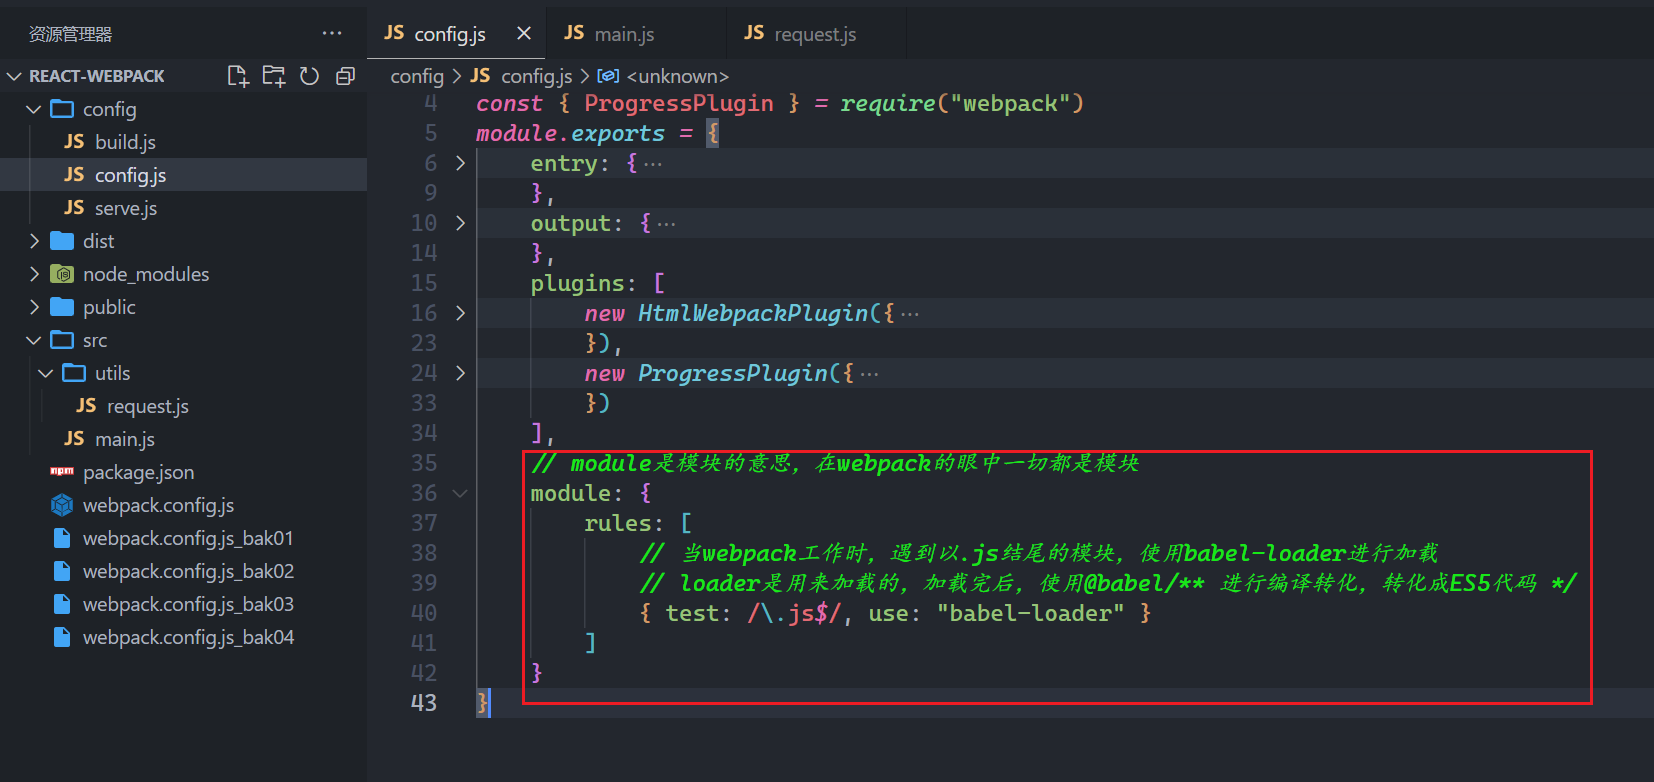 资源管理器 ···
REACT-WEBPACK
config
JS build.js
JS config.js
JS serve.js
dist
node_modules
public
src
utils
JS request.js
JS main.js
npm package.json
webpack.config.js
webpack.config.js_bak01
webpack.config.js_bak02
webpack.config.js_bak03
webpack.config.js_bak04
JS config.js × JS main.js JS request.js
config > JS config.js > <unknown>
4 const { ProgressPlugin } = require("webpack")
5 module.exports = {
6 entry: {···
9 },
10 output: {···
14 },
15 plugins: [
16 new HtmlWebpackPlugin({···
23 }),
24 new ProgressPlugin({···
33 })
34 ],
35 // module是模块的意思，在webpack的眼中一切都是模块
36 module: {
37 rules: [
38 // 当webpack工作时，遇到以.js结尾的模块，使用babel-loader进行加载
39 // loader是用来加载的，加载完后，使用@babel/** 进行编译转化，转化成ES5代码 */
40 { test: /\.js$/, use: "babel-loader" }
41 ]
42 }
43 }